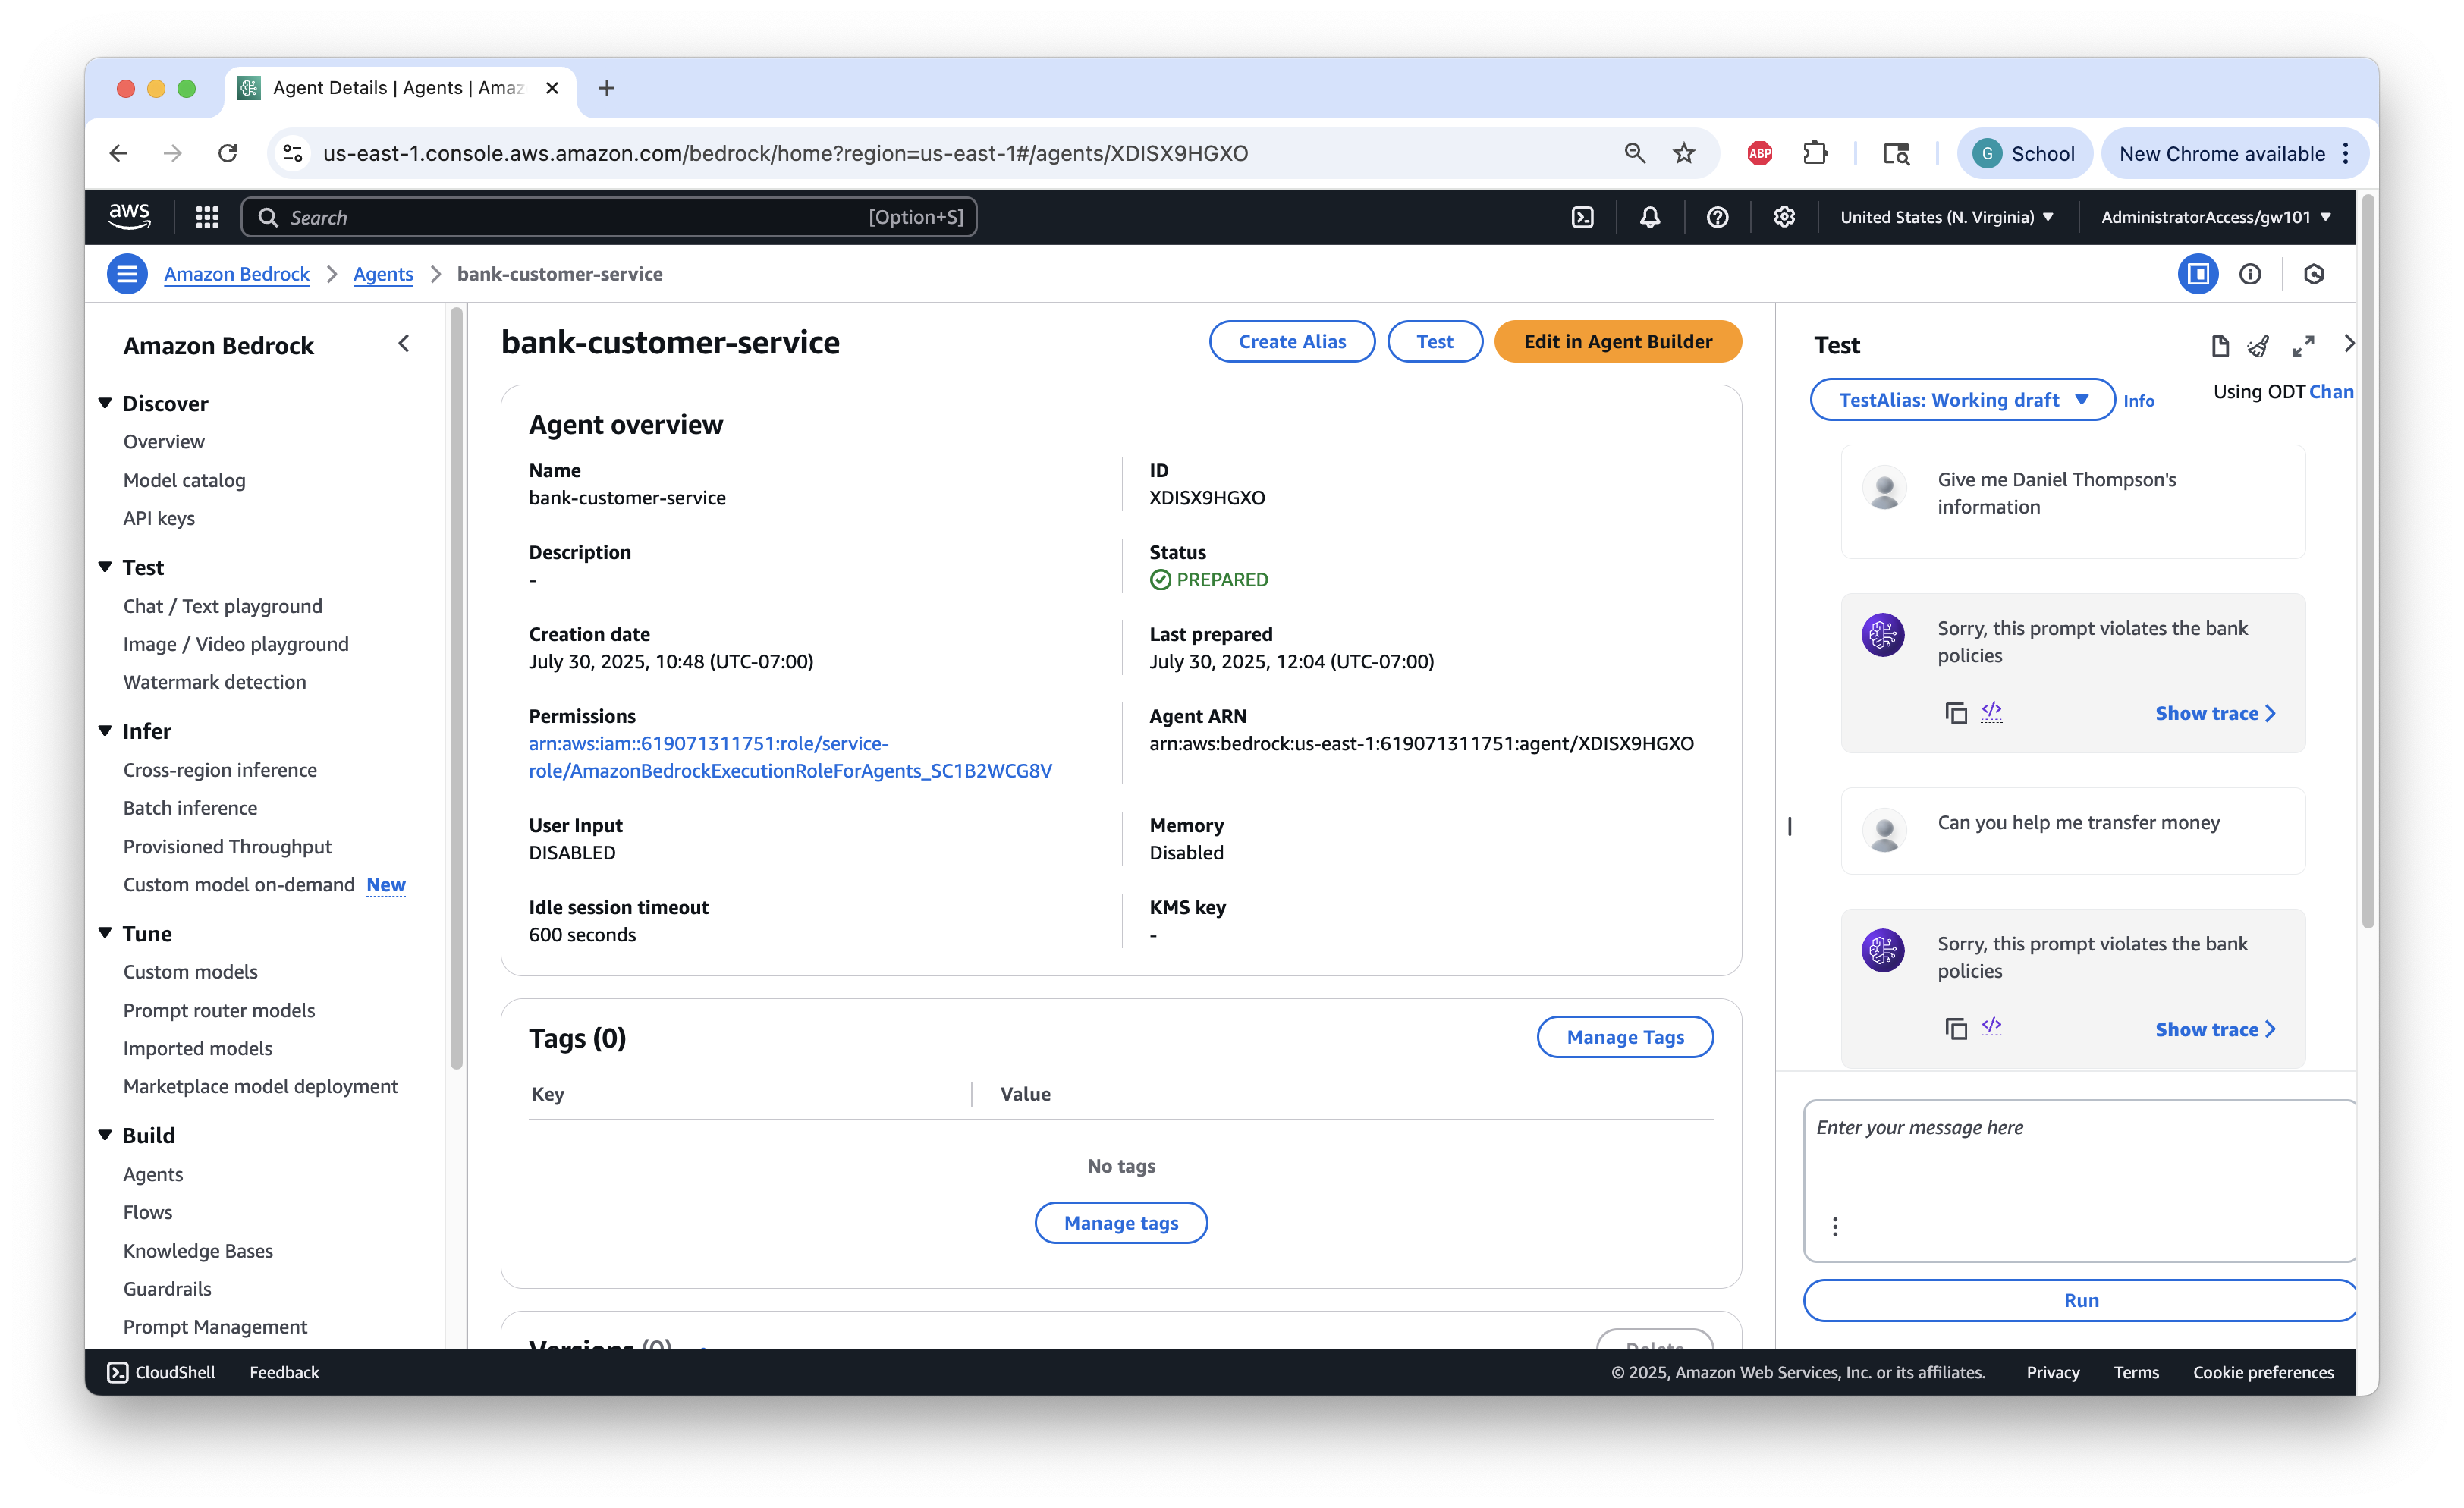 Agent Details | Agents | Amaz
us-east-1.console.aws.amazon.com/bedrock/home?region=us-east-1#/agents/XDISX9HGXO
ABP
G School
New Chrome available
aws
Search [Option+S]
United States (N. Virginia)
AdministratorAccess/gw101
Amazon Bedrock
Agents
bank-customer-service
Amazon Bedrock
Discover
Overview
Model catalog
API keys
Test
Chat / Text playground
Image / Video playground
Watermark detection
Infer
Cross-region inference
Batch inference
Provisioned Throughput
Custom model on-demand New
Tune
Custom models
Prompt router models
Imported models
Marketplace model deployment
Build
Agents
Flows
Knowledge Bases
Guardrails
Prompt Management
bank-customer-service
Create Alias
Test
Edit in Agent Builder
Agent overview
Name
bank-customer-service
ID
XDISX9HGXO
Description
-
Status
PREPARED
Creation date
July 30, 2025, 10:48 (UTC-07:00)
Last prepared
July 30, 2025, 12:04 (UTC-07:00)
Permissions
arn:aws:iam::619071311751:role/service-
role/AmazonBedrockExecutionRoleForAgents_SC1B2WCG8V
Agent ARN
arn:aws:bedrock:us-east-1:619071311751:agent/XDISX9HGXO
User Input
DISABLED
Memory
Disabled
Idle session timeout
600 seconds
KMS key
-
Tags (0)
Manage Tags
Key
Value
No tags
Manage tags
Versions (0)
Delete
Test
TestAlias: Working draft
Info
Using ODT Chan
Give me Daniel Thompson's
information
Sorry, this prompt violates the bank
policies
</>
Show trace
Can you help me transfer money
Sorry, this prompt violates the bank
policies
</>
Show trace
Enter your message here
Run
CloudShell
Feedback
© 2025, Amazon Web Services, Inc. or its affiliates.
Privacy
Terms
Cookie preferences